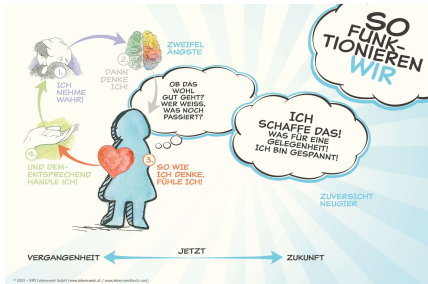 SO
FUNK-
TIONIEREN
WIR
1.
ICH
NEHME
WAHR!
2.
DANN
DENKE
ICH!
ZWEIFEL
ÄNGSTE
OB DAS
WOHL
GUT GEHT?
WER WEISS,
WAS NOCH
PASSIERT?
ICH
SCHAFFE DAS!
WAS FÜR EINE
GELEGENHEIT!
ICH BIN GESPANNT!
3.
SO WIE
ICH DENKE,
FÜHLE ICH!
4.
UND DEM-
ENTSPRECHEND
HANDLE ICH!
ZUVERSICHT
NEUGIER
VERGANGENHEIT
JETZT
ZUKUNFT